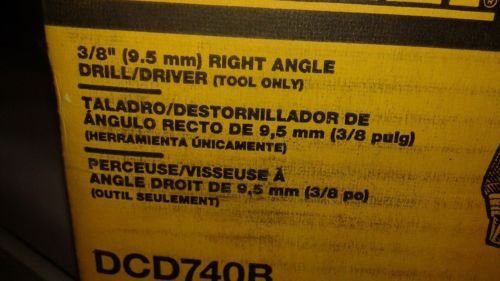 3/8" (9.5 mm) RIGHT ANGLE
DRILL/DRIVER (TOOL ONLY)
TALADRO/DESTORNILLADOR DE
ÁNGULO RECTO DE 9,5 mm (3/8 pulg)
(HERRAMIENTA ÚNICAMENTE)
PERCEUSE/VISSEUSE À
ANGLE DROIT DE 9,5 mm (3/8 po)
(OUTIL SEULEMENT)
DCD740B